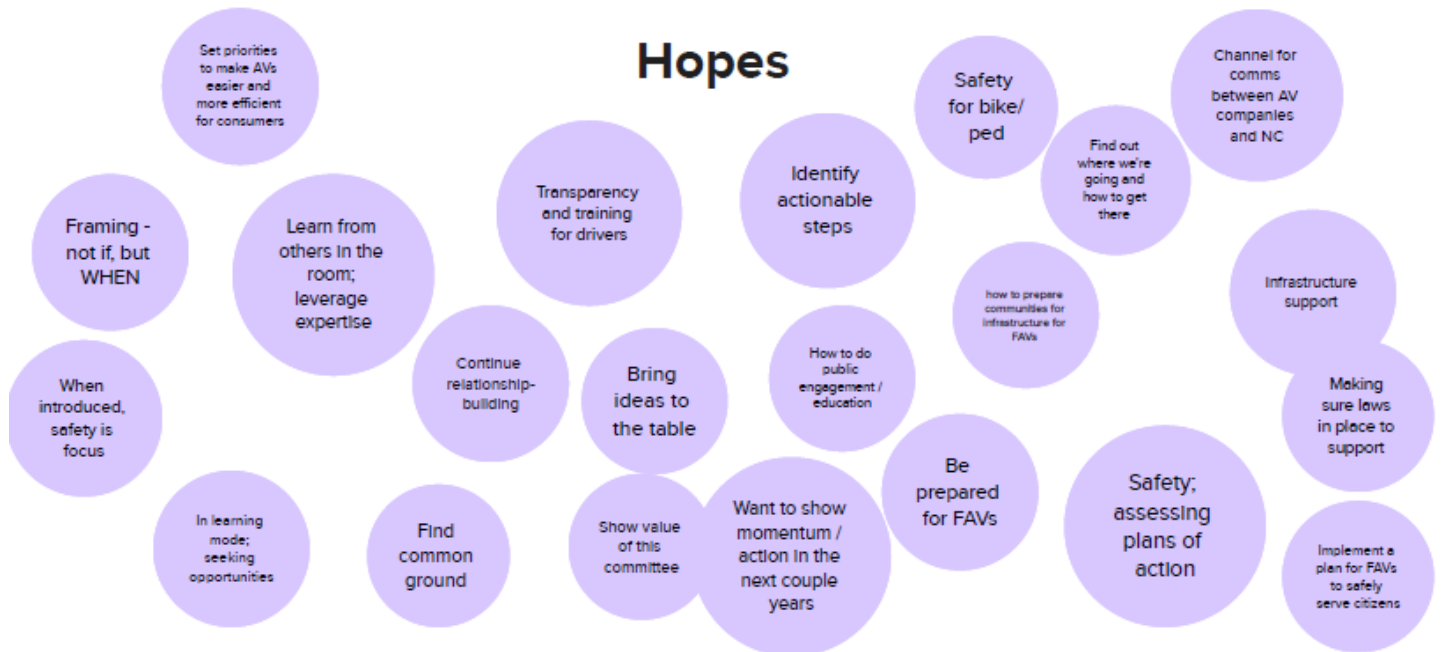 Hopes
Set priorities
to make AVs
easier and
more efficient
for consumers
Framing -
not if, but
WHEN
Learn from
others in the
room;
leverage
expertise
Transparency
and training
for drivers
Identify
actionable
steps
Safety
for bike/
ped
Find out
where we're
going and
how to get
there
Channel for
comms
between AV
companies
and NC
When
introduced,
safety is
focus
Continue
relationship-
building
Bring
ideas to
the table
How to do
public
engagement /
education
how to prepare
communities for
infrastructure for
FAVs
Infrastructure
support
Making
sure laws
in place to
support
In learning
mode;
seeking
opportunities
Find
common
ground
Show value
of this
committee
Want to show
momentum /
action in the
next couple
years
Be
prepared
for FAVs
Safety;
assessing
plans of
action
Implement a
plan for FAVs
to safely
serve citizens